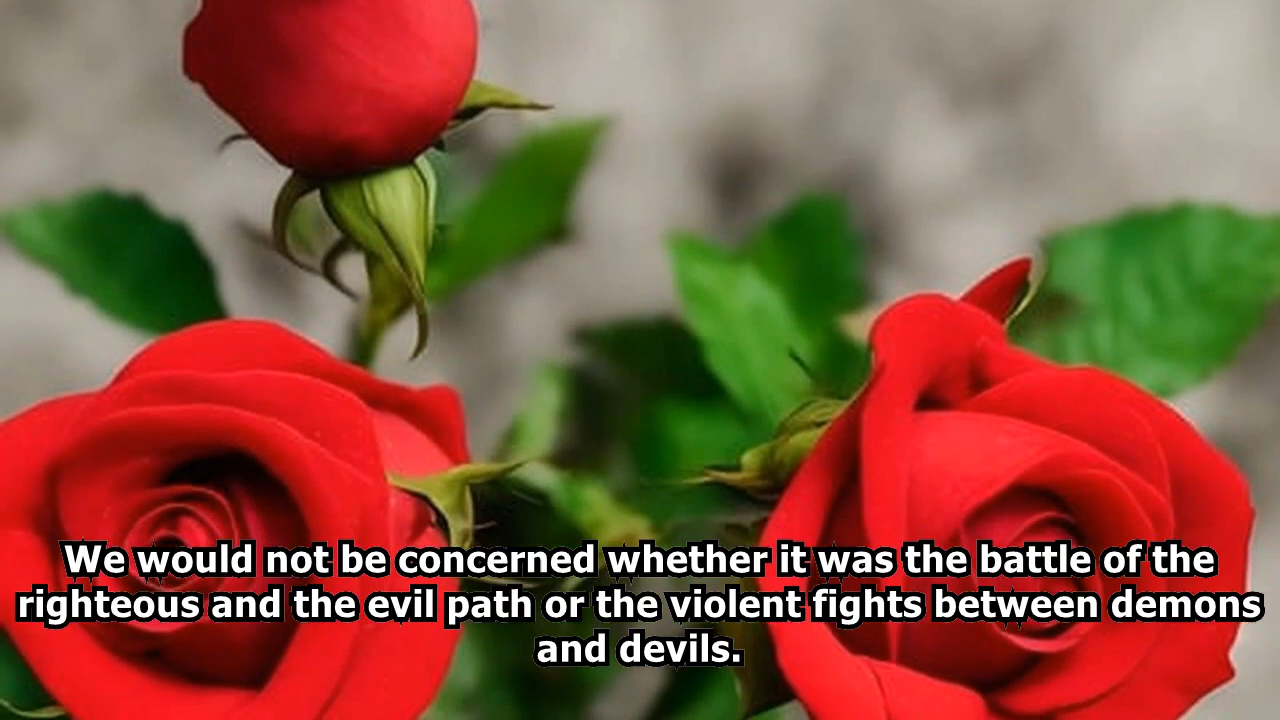 We would not be concerned whether it was the battle of the
righteous and the evil path or the violent fights between demons
and devils.